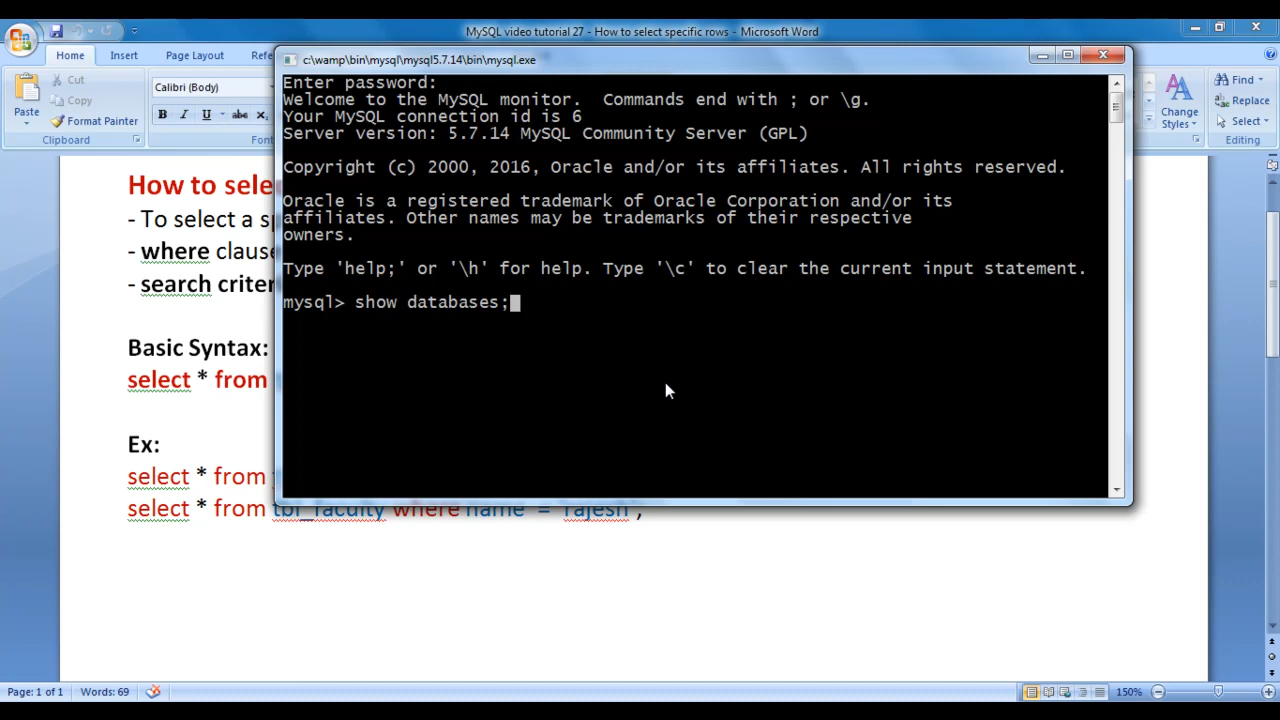 MySQL video tutorial 27 - How to select specific rows - Microsoft Word
Home Insert Page Layout
Cut
Copy
Format Painter
Paste
Clipboard
Calibri (Body)
B I U abc
Find
Replace
Select
Change
Styles
Editing
c:\wamp\bin\mysql\mysql5.7.14\bin\mysql.exe
Enter password:
Welcome to the MySQL monitor.  Commands end with ; or \g.
Your MySQL connection id is 6
Server version: 5.7.14 MySQL Community Server (GPL)
Copyright (c) 2000, 2016, Oracle and/or its affiliates. All rights reserved.
Oracle is a registered trademark of Oracle Corporation and/or its
affiliates. Other names may be trademarks of their respective
owners.
Type 'help;' or '\h' for help. Type '\c' to clear the current input statement.
mysql> show databases;
How to sele
- To select a s
- where clause
- search criter
Basic Syntax:
select * from
Ex:
select * from
select * from tbl_faculty where name = 'rajesh';
Page: 1 of 1 Words: 69
150%